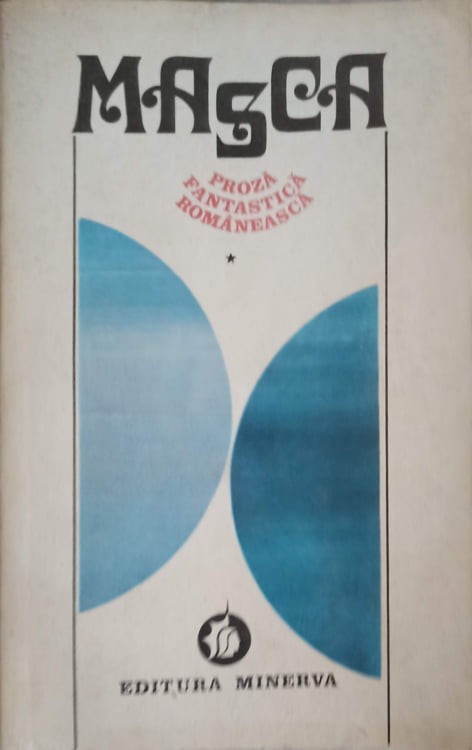 MASCA
PROZĂ
FANTASTICĂ
ROMÂNEASCĂ
*
EDITURA MINERVA